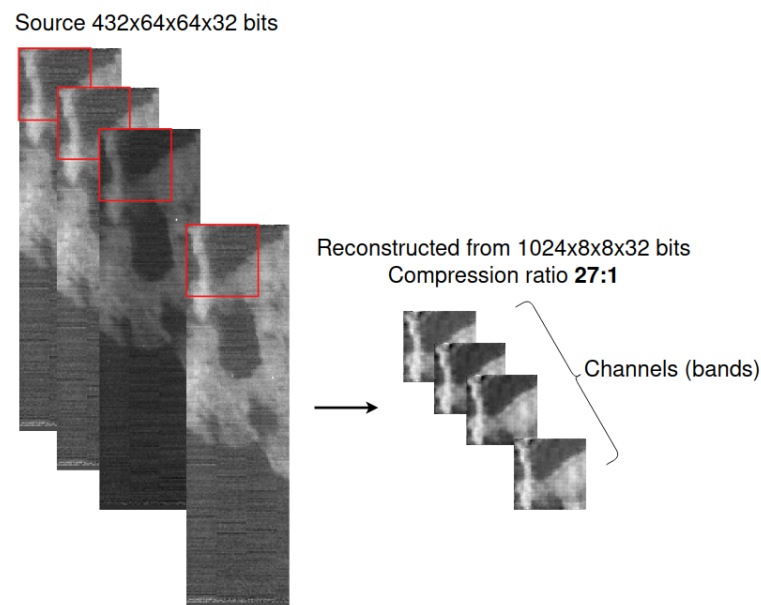 Source 432x64x64x32 bits
Reconstructed from 1024x8x8x32 bits
Compression ratio 27:1
Channels (bands)